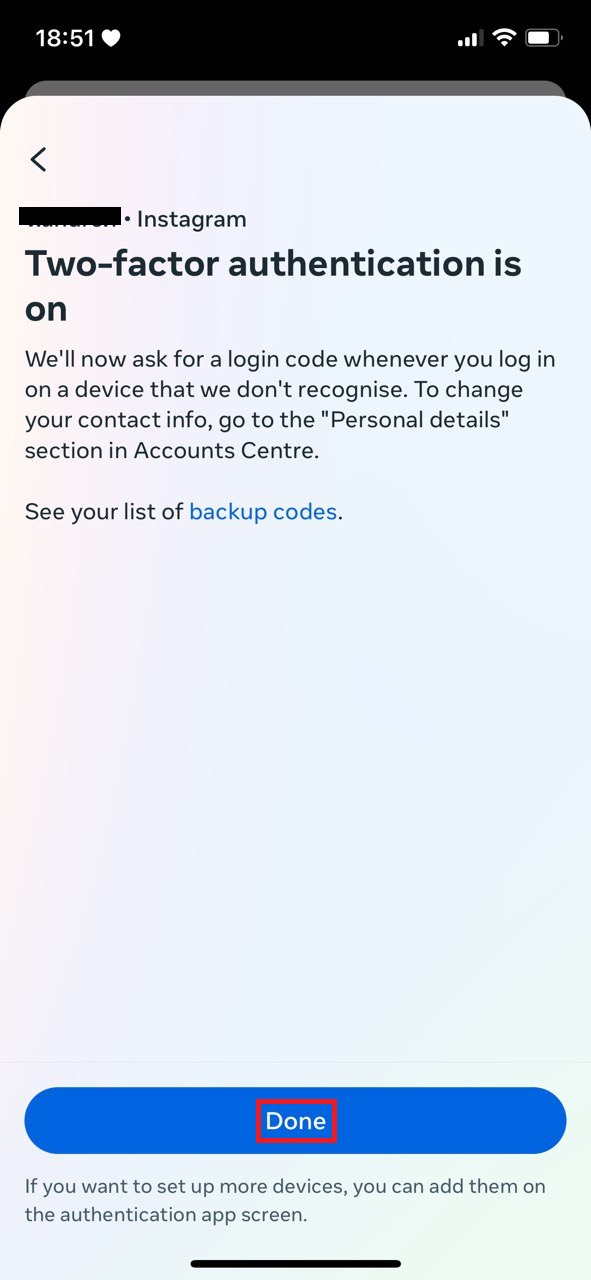 18:51
• Instagram
Two-factor authentication is
on
We'll now ask for a login code whenever you log in
on a device that we don't recognise. To change
your contact info, go to the "Personal details"
section in Accounts Centre.
See your list of backup codes.
Done
If you want to set up more devices, you can add them on
the authentication app screen.